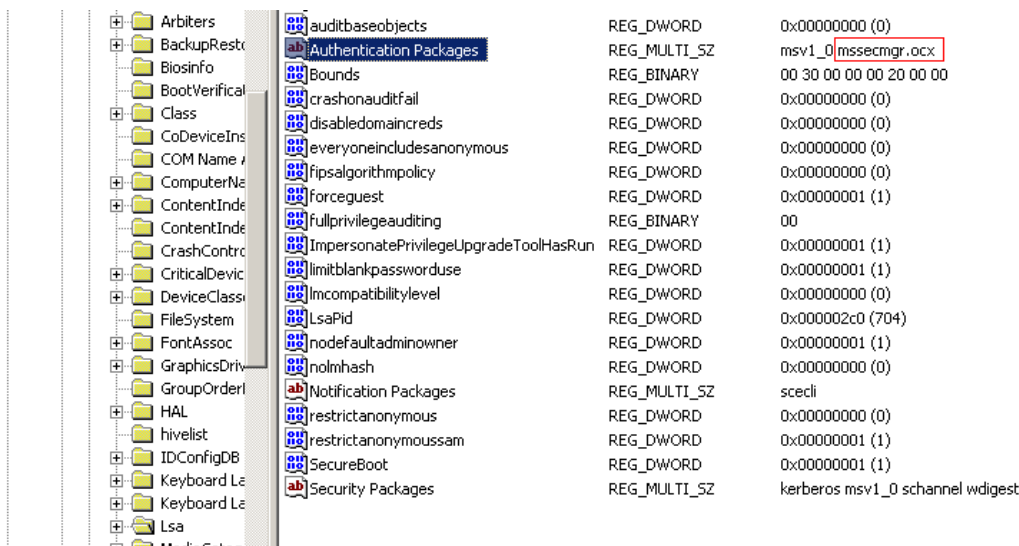 Arbiters
BackupResto
Biosinfo
BootVerificat
Class
CoDeviceIns
COM Name A
ComputerNa
ContentInde
ContentInde
CrashContro
CriticalDevic
DeviceClasse
FileSystem
FontAssoc
GraphicsDriv
GroupOrderL
HAL
hivelist
IDConfigDB
Keyboard La
Keyboard La
Lsa
auditbaseobjects REG_DWORD 0x00000000 (0)
Authentication Packages REG_MULTI_SZ msv1_0 mssecmgr.ocx
Bounds REG_BINARY 00 30 00 00 00 20 00 00
crashonauditfail REG_DWORD 0x00000000 (0)
disabledomaincreds REG_DWORD 0x00000000 (0)
everyoneincludesanonymous REG_DWORD 0x00000000 (0)
fipsalgorithmpolicy REG_DWORD 0x00000000 (0)
forceguest REG_DWORD 0x00000001 (1)
fullprivilegeauditing REG_BINARY 00
ImpersonatePrivilegeUpgradeToolHasRun REG_DWORD 0x00000001 (1)
limitblankpassworduse REG_DWORD 0x00000001 (1)
lmcompatibilitylevel REG_DWORD 0x00000000 (0)
LsaPid REG_DWORD 0x000002c0 (704)
nodefaultadminowner REG_DWORD 0x00000001 (1)
nolmhash REG_DWORD 0x00000000 (0)
Notification Packages REG_MULTI_SZ scecli
restrictanonymous REG_DWORD 0x00000000 (0)
restrictanonymoussam REG_DWORD 0x00000001 (1)
SecureBoot REG_DWORD 0x00000001 (1)
Security Packages REG_MULTI_SZ kerberos msv1_0 schannel wdigest